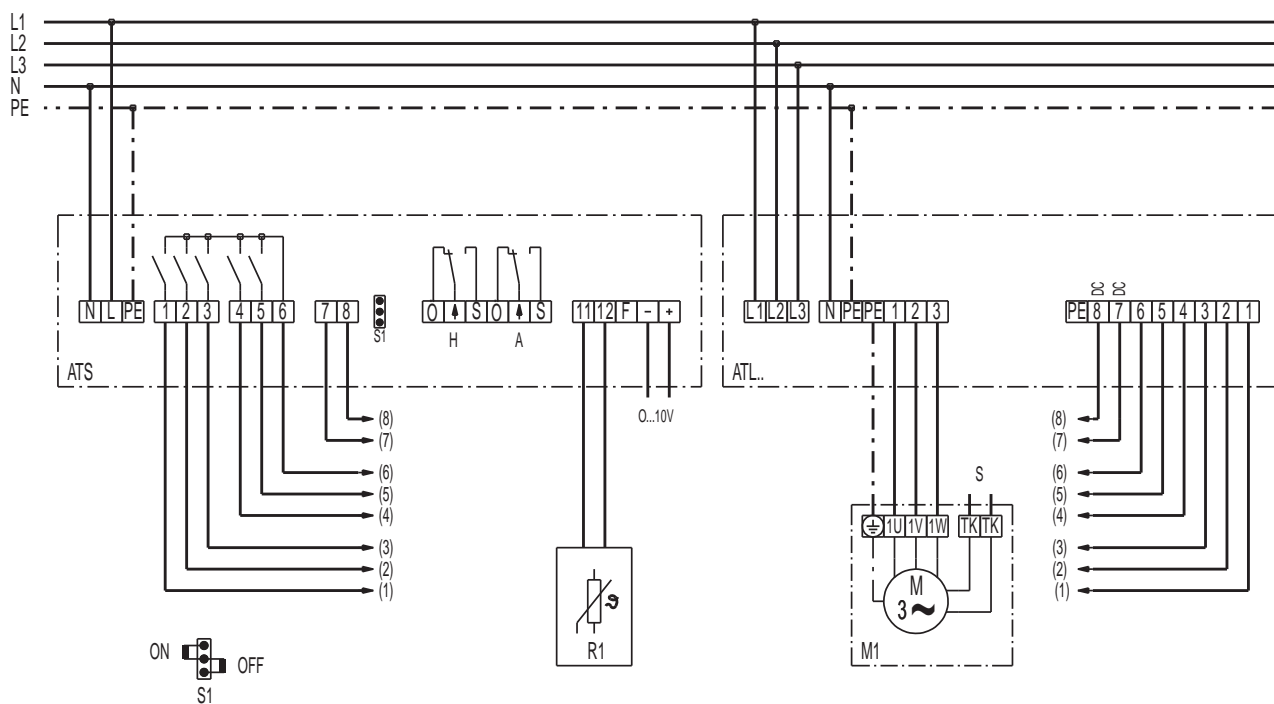 L1
L2
L3
N
PE
N L PE 1 2 3 4 5 6 7 8 S1 O S O S 11 12 F - +
H A
ATS
O...10V
L1 L2 L3 N PE PE 1 2 3
DC DC
PE 8 7 6 5 4 3 2 1
ATL..
(8)
(7)
(6)
(5)
(4)
(3)
(2)
(1)
S
1U 1V 1W TK TK
M
3 ~
M1
ϑ
R1
(8)
(7)
(6)
(5)
(4)
(3)
(2)
(1)
ON
OFF
S1